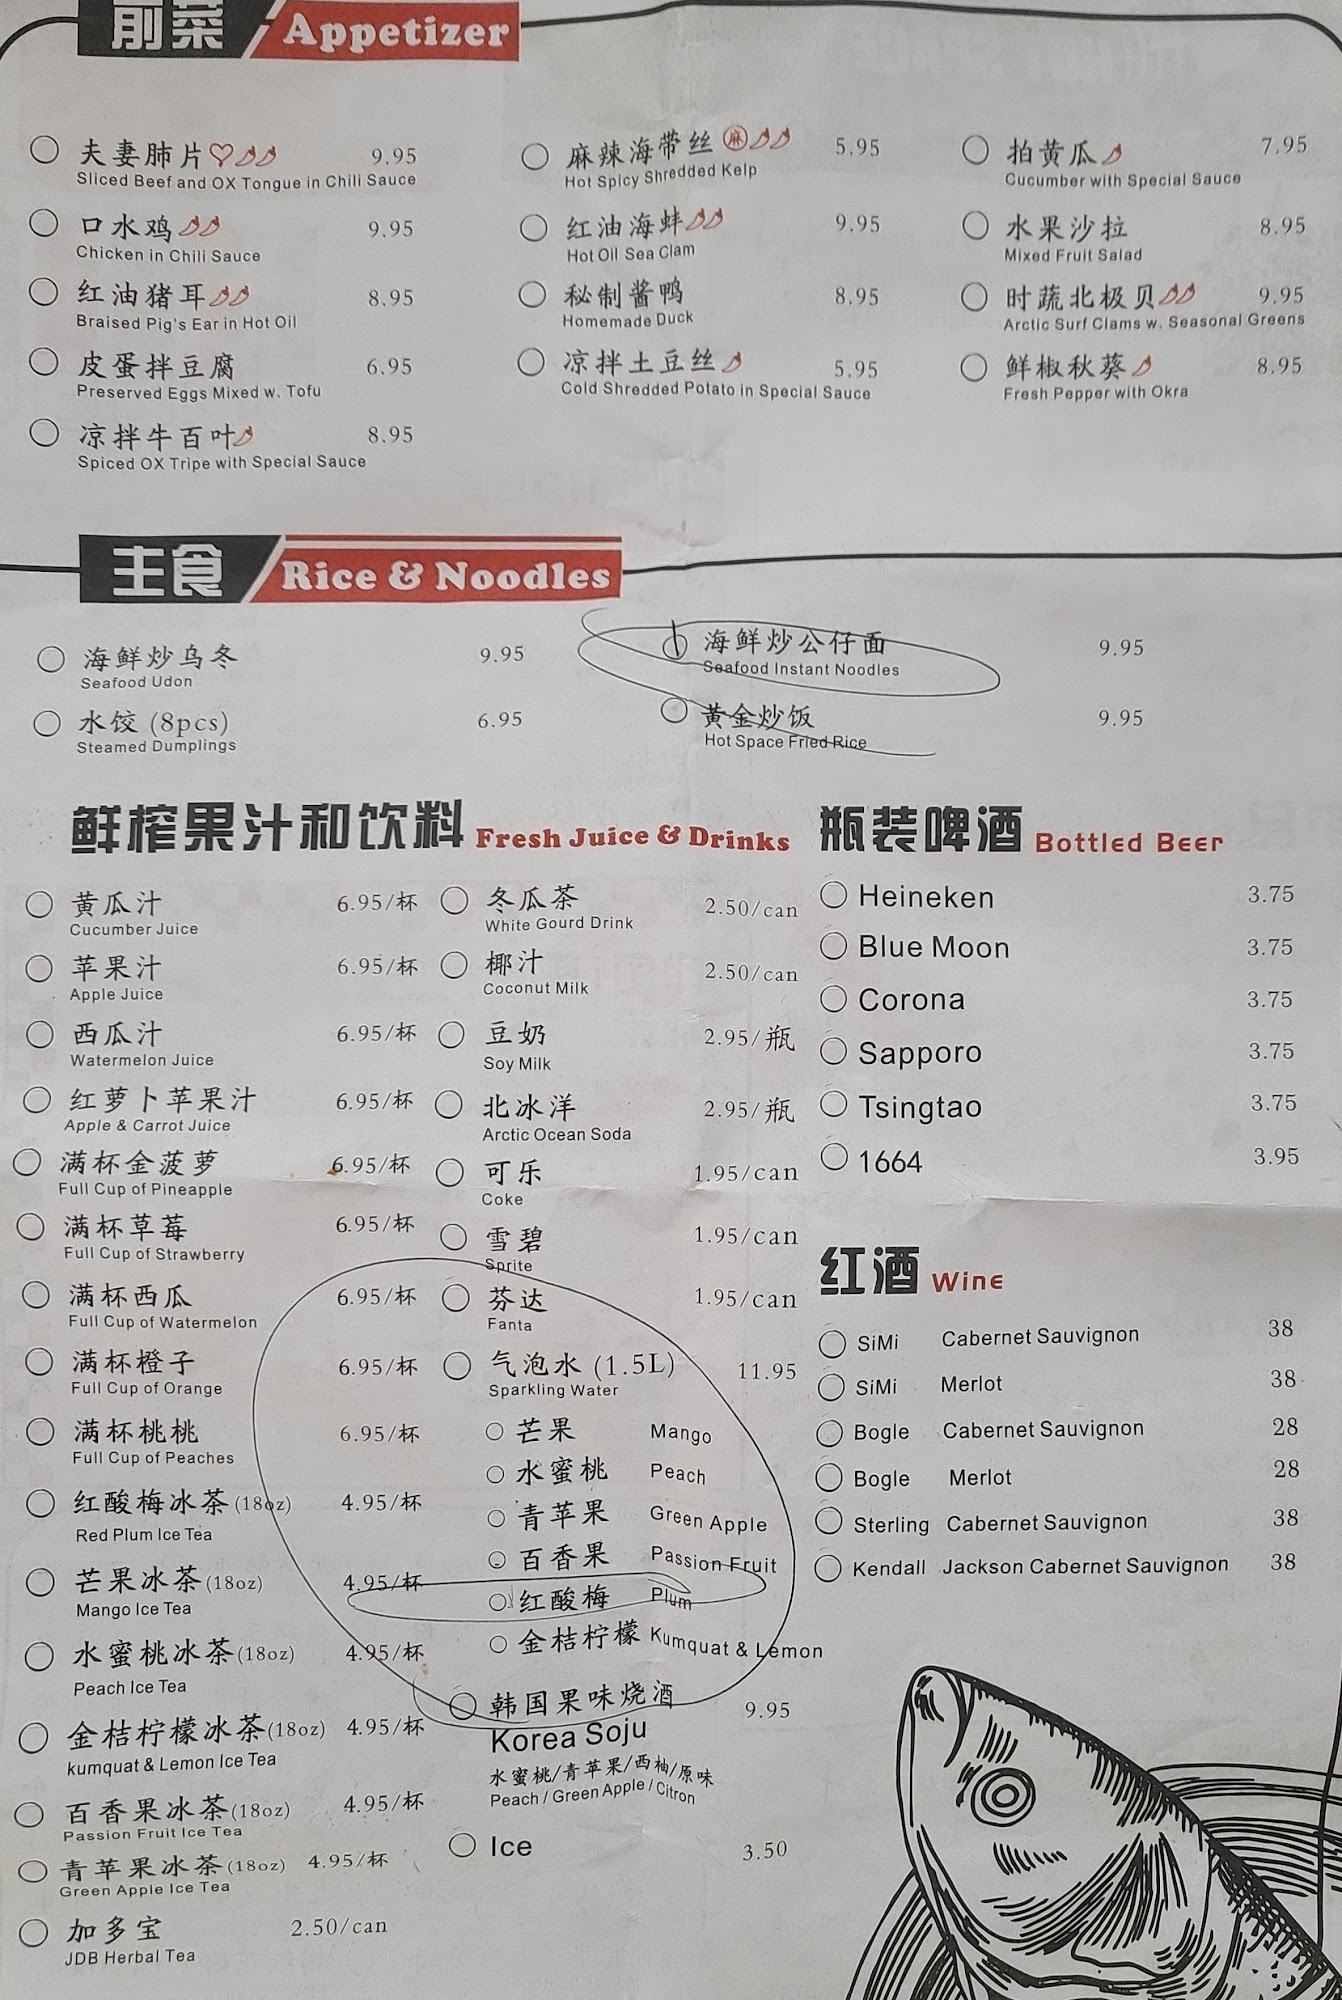 前菜 Appetizer
夫妻肺片 9.95
Sliced Beef and OX Tongue in Chili Sauce
口水鸡 9.95
Chicken in Chili Sauce
红油猪耳 8.95
Braised Pig's Ear in Hot Oil
皮蛋拌豆腐 6.95
Preserved Eggs Mixed w. Tofu
凉拌牛百叶 8.95
Spiced OX Tripe with Special Sauce
麻辣海带丝 麻 5.95
Hot Spicy Shredded Kelp
红油海蚌 9.95
Hot Oil Sea Clam
秘制酱鸭 8.95
Homemade Duck
凉拌土豆丝 5.95
Cold Shredded Potato in Special Sauce
拍黄瓜 7.95
Cucumber with Special Sauce
水果沙拉 8.95
Mixed Fruit Salad
时蔬北极贝 9.95
Arctic Surf Clams w. Seasonal Greens
鲜椒秋葵 8.95
Fresh Pepper with Okra
主食 Rice & Noodles
海鲜炒乌冬 9.95
Seafood Udon
水饺 (8pcs) 6.95
Steamed Dumplings
海鲜炒公仔面 9.95
Seafood Instant Noodles
黄金炒饭 9.95
Hot Space Fried Rice
鲜榨果汁和饮料 Fresh Juice & Drinks
黄瓜汁 6.95/杯
Cucumber Juice
苹果汁 6.95/杯
Apple Juice
西瓜汁 6.95/杯
Watermelon Juice
红萝卜苹果汁 6.95/杯
Apple & Carrot Juice
满杯金菠萝 6.95/杯
Full Cup of Pineapple
满杯草莓 6.95/杯
Full Cup of Strawberry
满杯西瓜 6.95/杯
Full Cup of Watermelon
满杯橙子 6.95/杯
Full Cup of Orange
满杯桃桃 6.95/杯
Full Cup of Peaches
红酸梅冰茶(18oz) 4.95/杯
Red Plum Ice Tea
芒果冰茶(18oz) 4.95/杯
Mango Ice Tea
水蜜桃冰茶(18oz) 4.95/杯
Peach Ice Tea
金桔柠檬冰茶(18oz) 4.95/杯
kumquat & Lemon Ice Tea
百香果冰茶(18oz) 4.95/杯
Passion Fruit Ice Tea
青苹果冰茶(18oz) 4.95/杯
Green Apple Ice Tea
加多宝 2.50/can
JDB Herbal Tea
冬瓜茶 2.50/can
White Gourd Drink
椰汁 2.50/can
Coconut Milk
豆奶 2.95/瓶
Soy Milk
北冰洋 2.95/瓶
Arctic Ocean Soda
可乐 1.95/can
Coke
雪碧 1.95/can
Sprite
芬达 1.95/can
Fanta
气泡水 (1.5L) 11.95
Sparkling Water
芒果 Mango
水蜜桃 Peach
青苹果 Green Apple
百香果 Passion Fruit
红酸梅 Plum
金桔柠檬 Kumquat & Lemon
韩国果味烧酒 9.95
Korea Soju
水蜜桃/青苹果/西柚/原味
Peach / Green Apple / Citron
Ice 3.50
瓶装啤酒 Bottled Beer
Heineken 3.75
Blue Moon 3.75
Corona 3.75
Sapporo 3.75
Tsingtao 3.75
1664 3.95
红酒 Wine
SiMi Cabernet Sauvignon 38
SiMi Merlot 38
Bogle Cabernet Sauvignon 28
Bogle Merlot 28
Sterling Cabernet Sauvignon 38
Kendall Jackson Cabernet Sauvignon 38